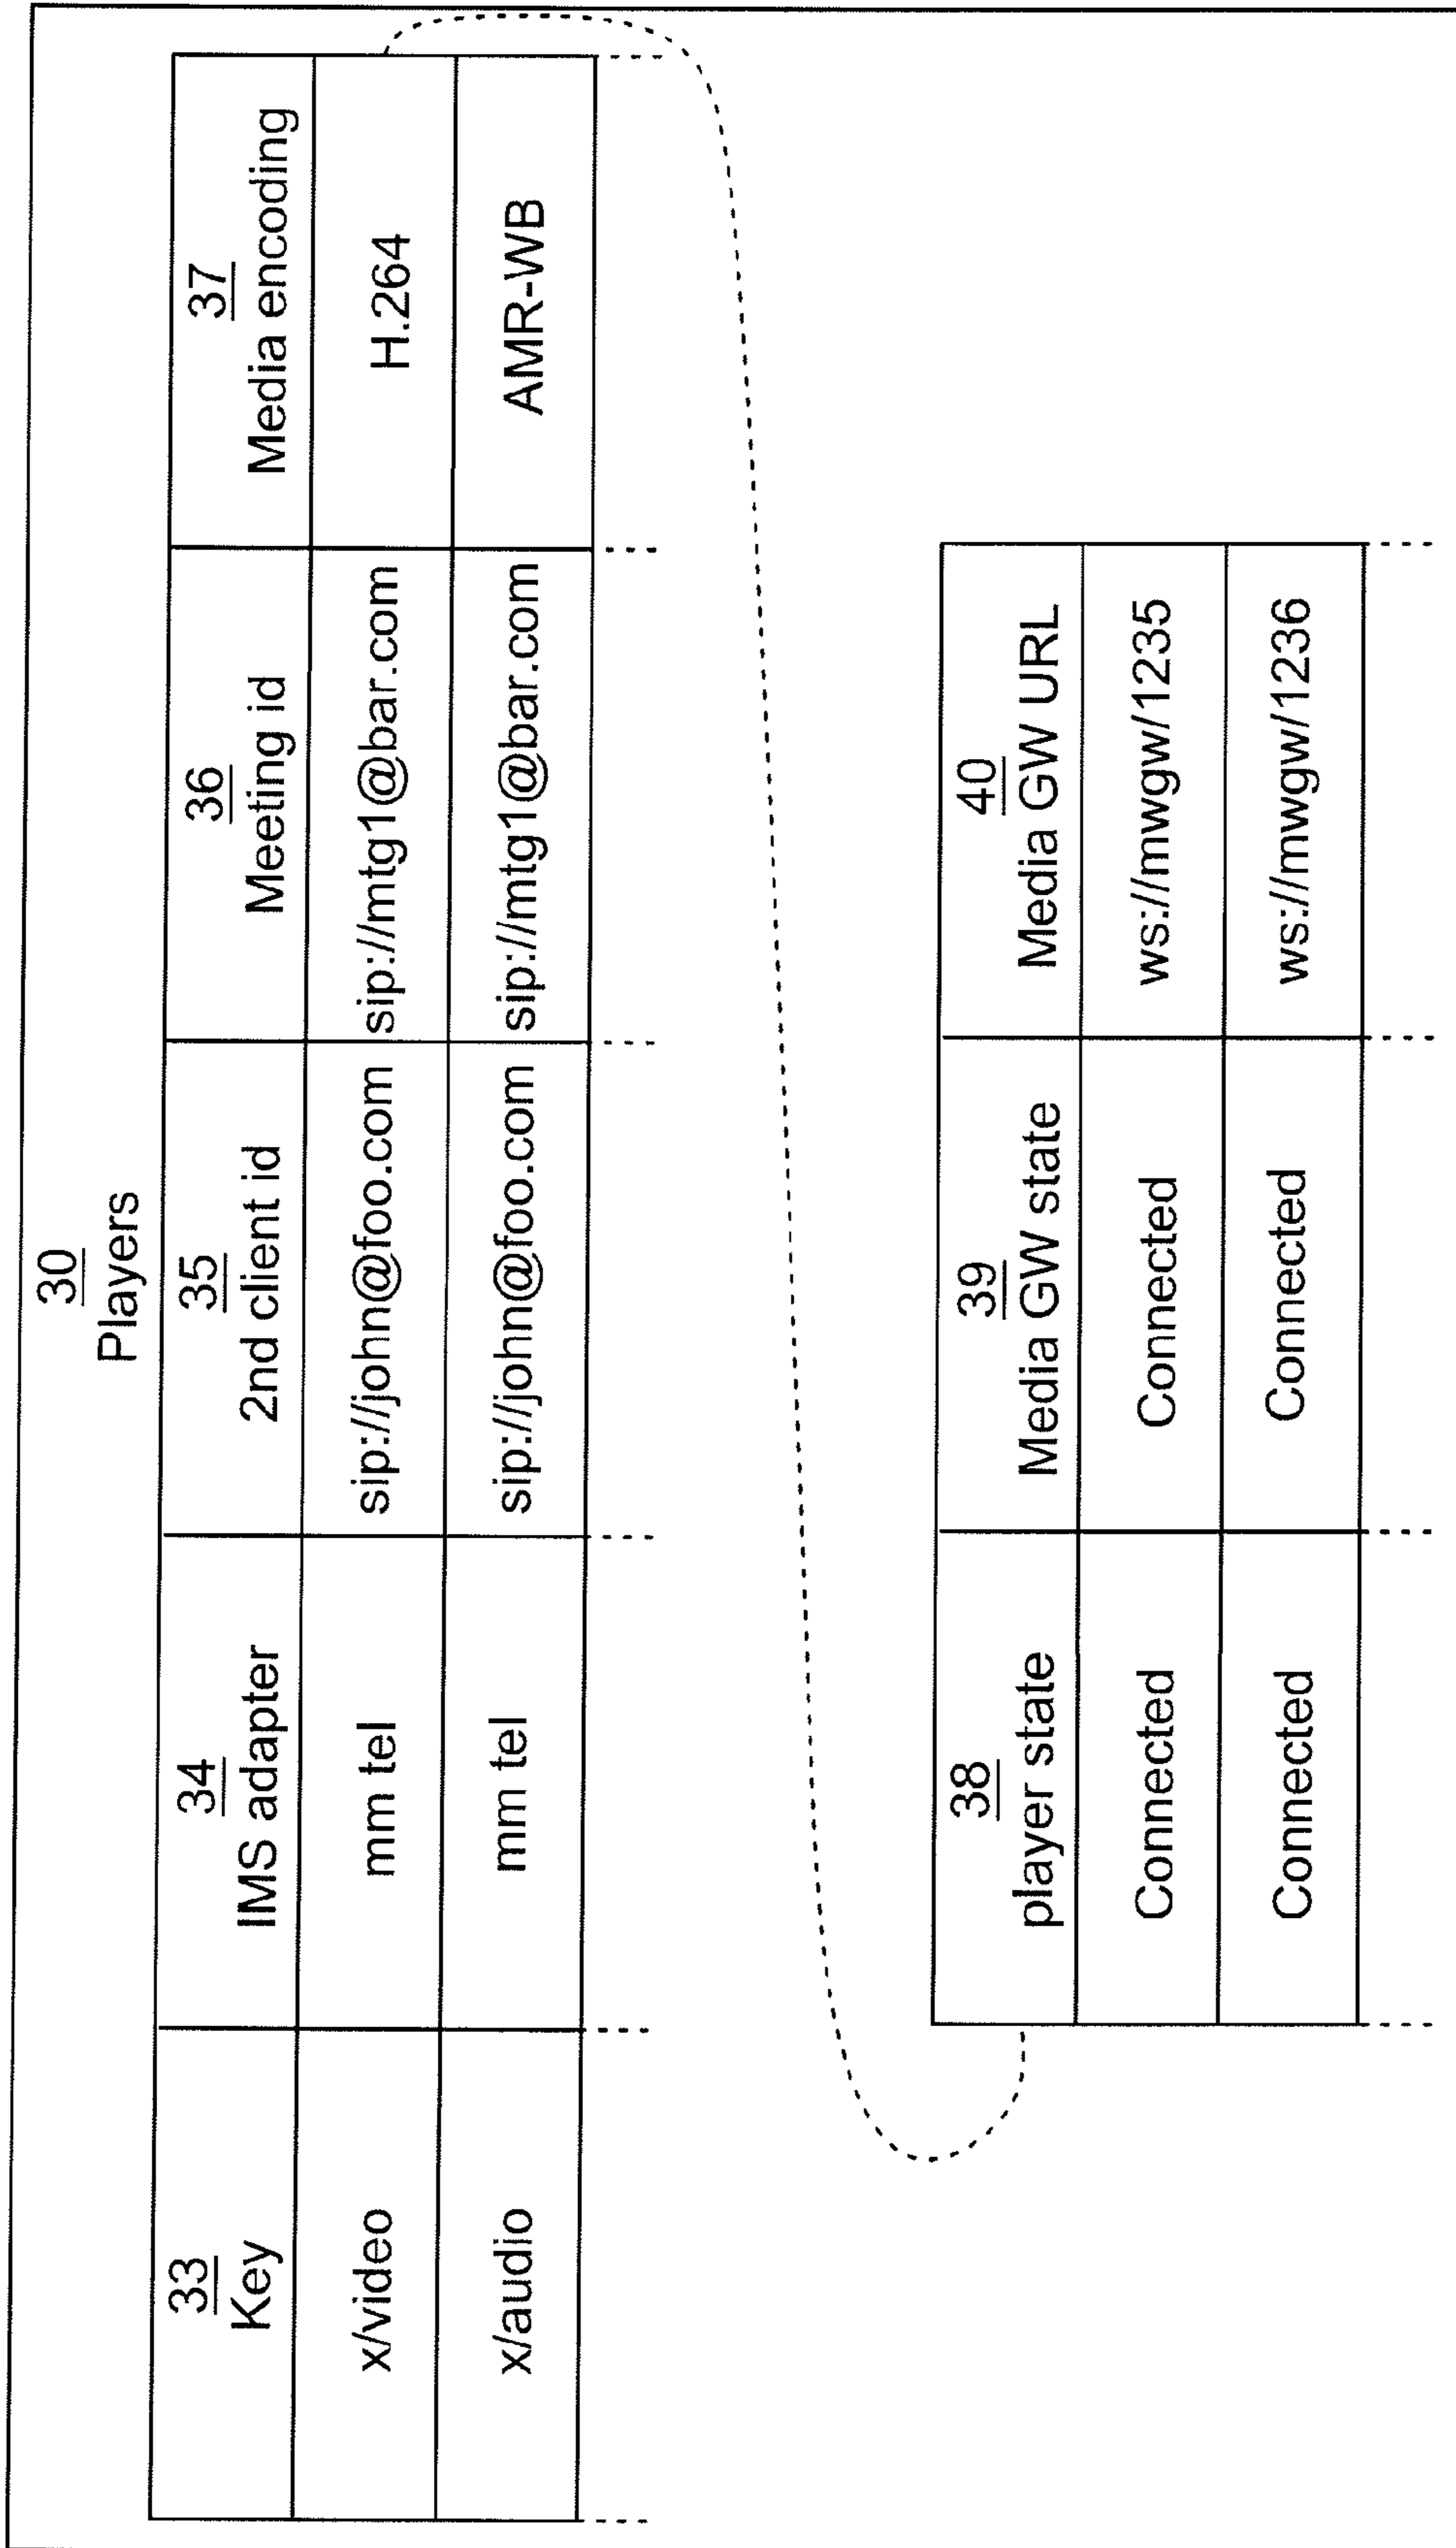 30
Players
33
Key
34
IMS adapter
35
2nd client id
36
Meeting id
37
Media encoding
x/video
mm tel
sip://john@foo.com
sip://mtg1@bar.com
H.264
x/audio
mm tel
sip://john@foo.com
sip://mtg1@bar.com
AMR-WB
38
player state
39
Media GW state
40
Media GW URL
Connected
Connected
ws://mwgw/1235
Connected
Connected
ws://mwgw/1236